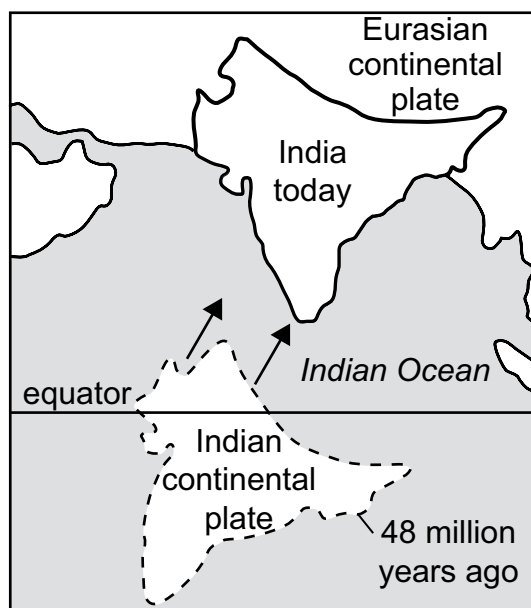 Eurasian
continental
plate
India
today
Indian Ocean
equator
Indian
continental
plate
48 million
years ago